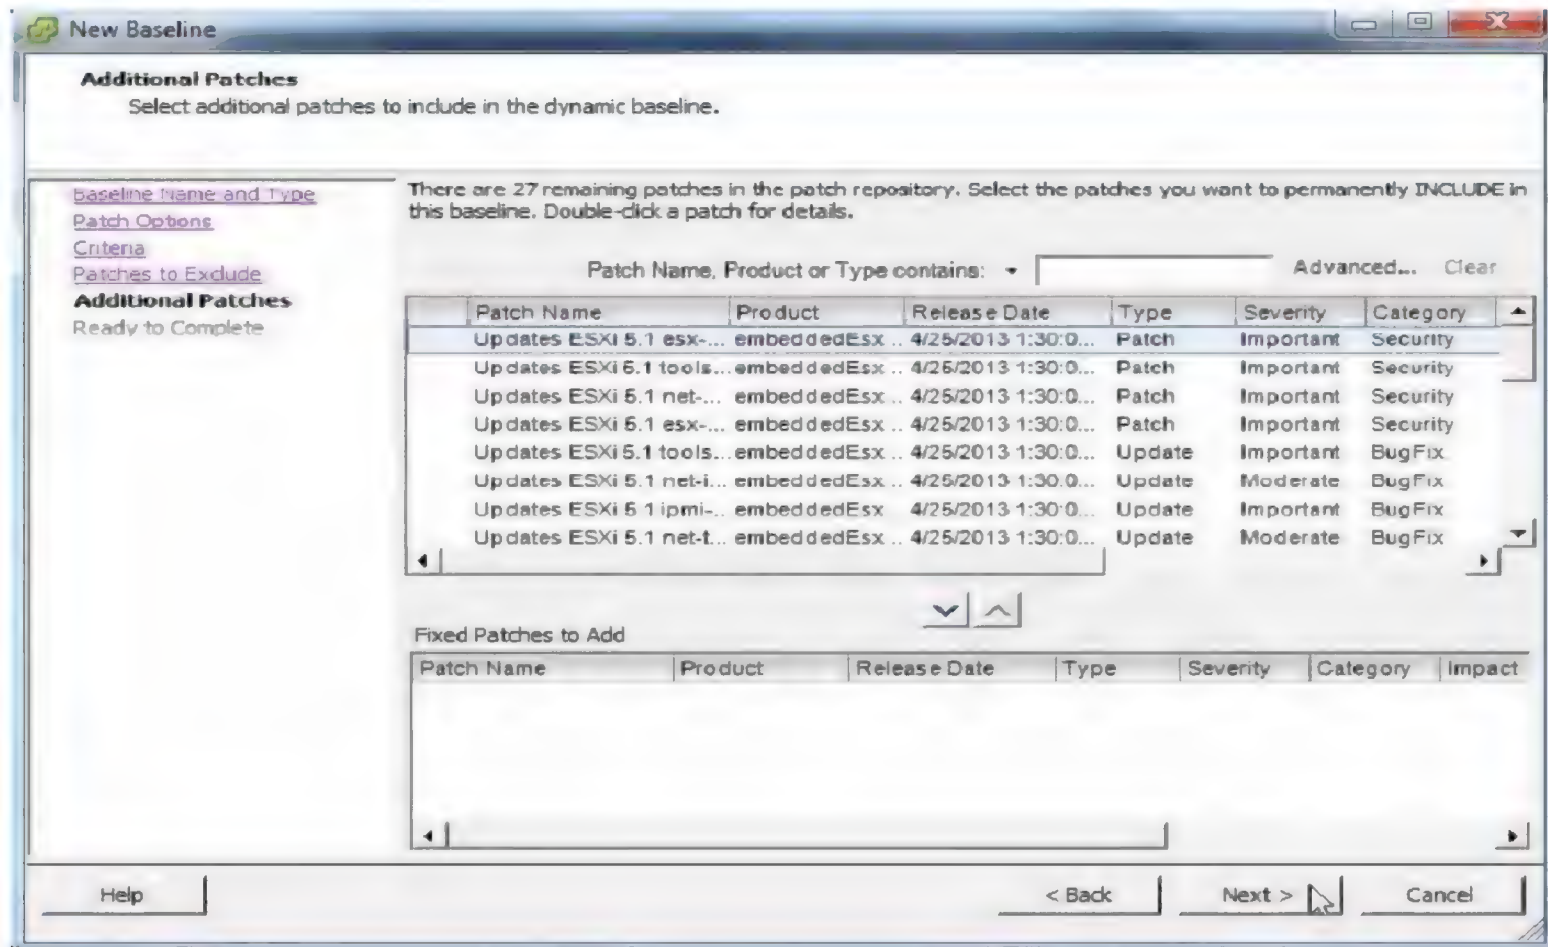 New Baseline
Additional Patches
Select additional patches to include in the dynamic baseline.
Baseline Name and Type
Patch Options
Criteria
Patches to Exclude
Additional Patches
Ready to Complete
There are 27 remaining patches in the patch repository. Select the patches you want to permanently INCLUDE in
this baseline. Double-click a patch for details.
Patch Name, Product or Type contains: Advanced... Clear
Patch Name Product Release Date Type Severity Category
Updates ESXi 5.1 esx-... embeddedEsx .. 4/25/2013 1:30:0... Patch Important Security
Updates ESXi 5.1 tools... embeddedEsx .. 4/25/2013 1:30:0... Patch Important Security
Updates ESXi 5.1 net-... embeddedEsx .. 4/25/2013 1:30:0... Patch Important Security
Updates ESXi 5.1 esx-... embeddedEsx .. 4/25/2013 1:30:0... Patch Important Security
Updates ESXi 5.1 tools... embeddedEsx .. 4/25/2013 1:30:0... Update Important BugFix
Updates ESXi 5.1 net-i... embeddedEsx .. 4/25/2013 1:30:0... Update Moderate BugFix
Updates ESXi 5.1 ipmi-... embeddedEsx 4/25/2013 1:30:0... Update Important BugFix
Updates ESXi 5.1 net-t... embeddedEsx .. 4/25/2013 1:30:0... Update Moderate BugFix
Fixed Patches to Add
Patch Name Product Release Date Type Severity Category Impact
Help < Back Next > Cancel